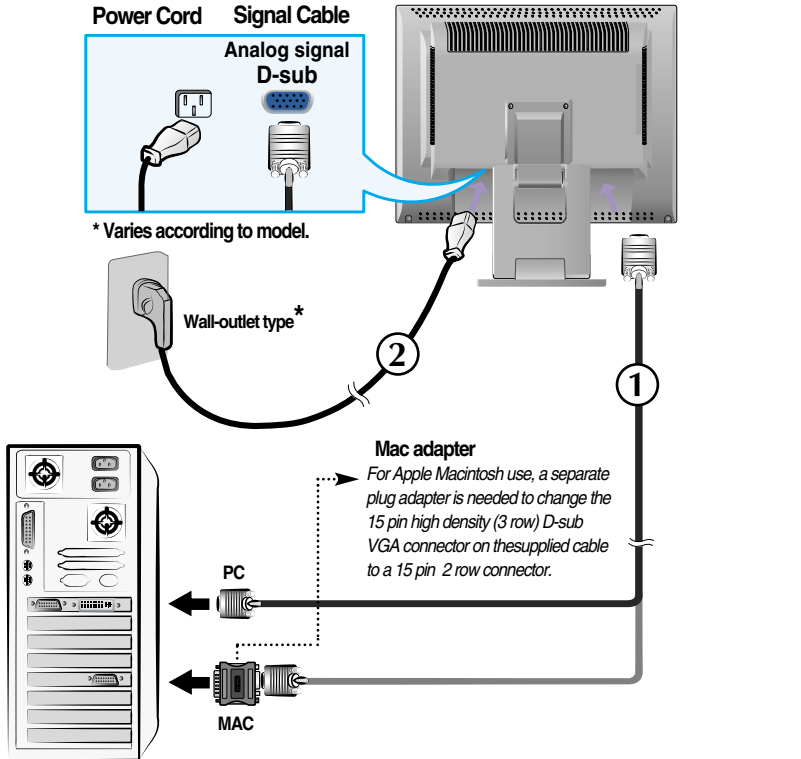 Power Cord
Signal Cable
Analog signal
D-sub
* Varies according to model.
Wall-outlet type*
2
1
Mac adapter
For Apple Macintosh use, a separate
plug adapter is needed to change the
15 pin high density (3 row) D-sub
VGA connector on thesupplied cable
to a 15 pin 2 row connector.
PC
MAC